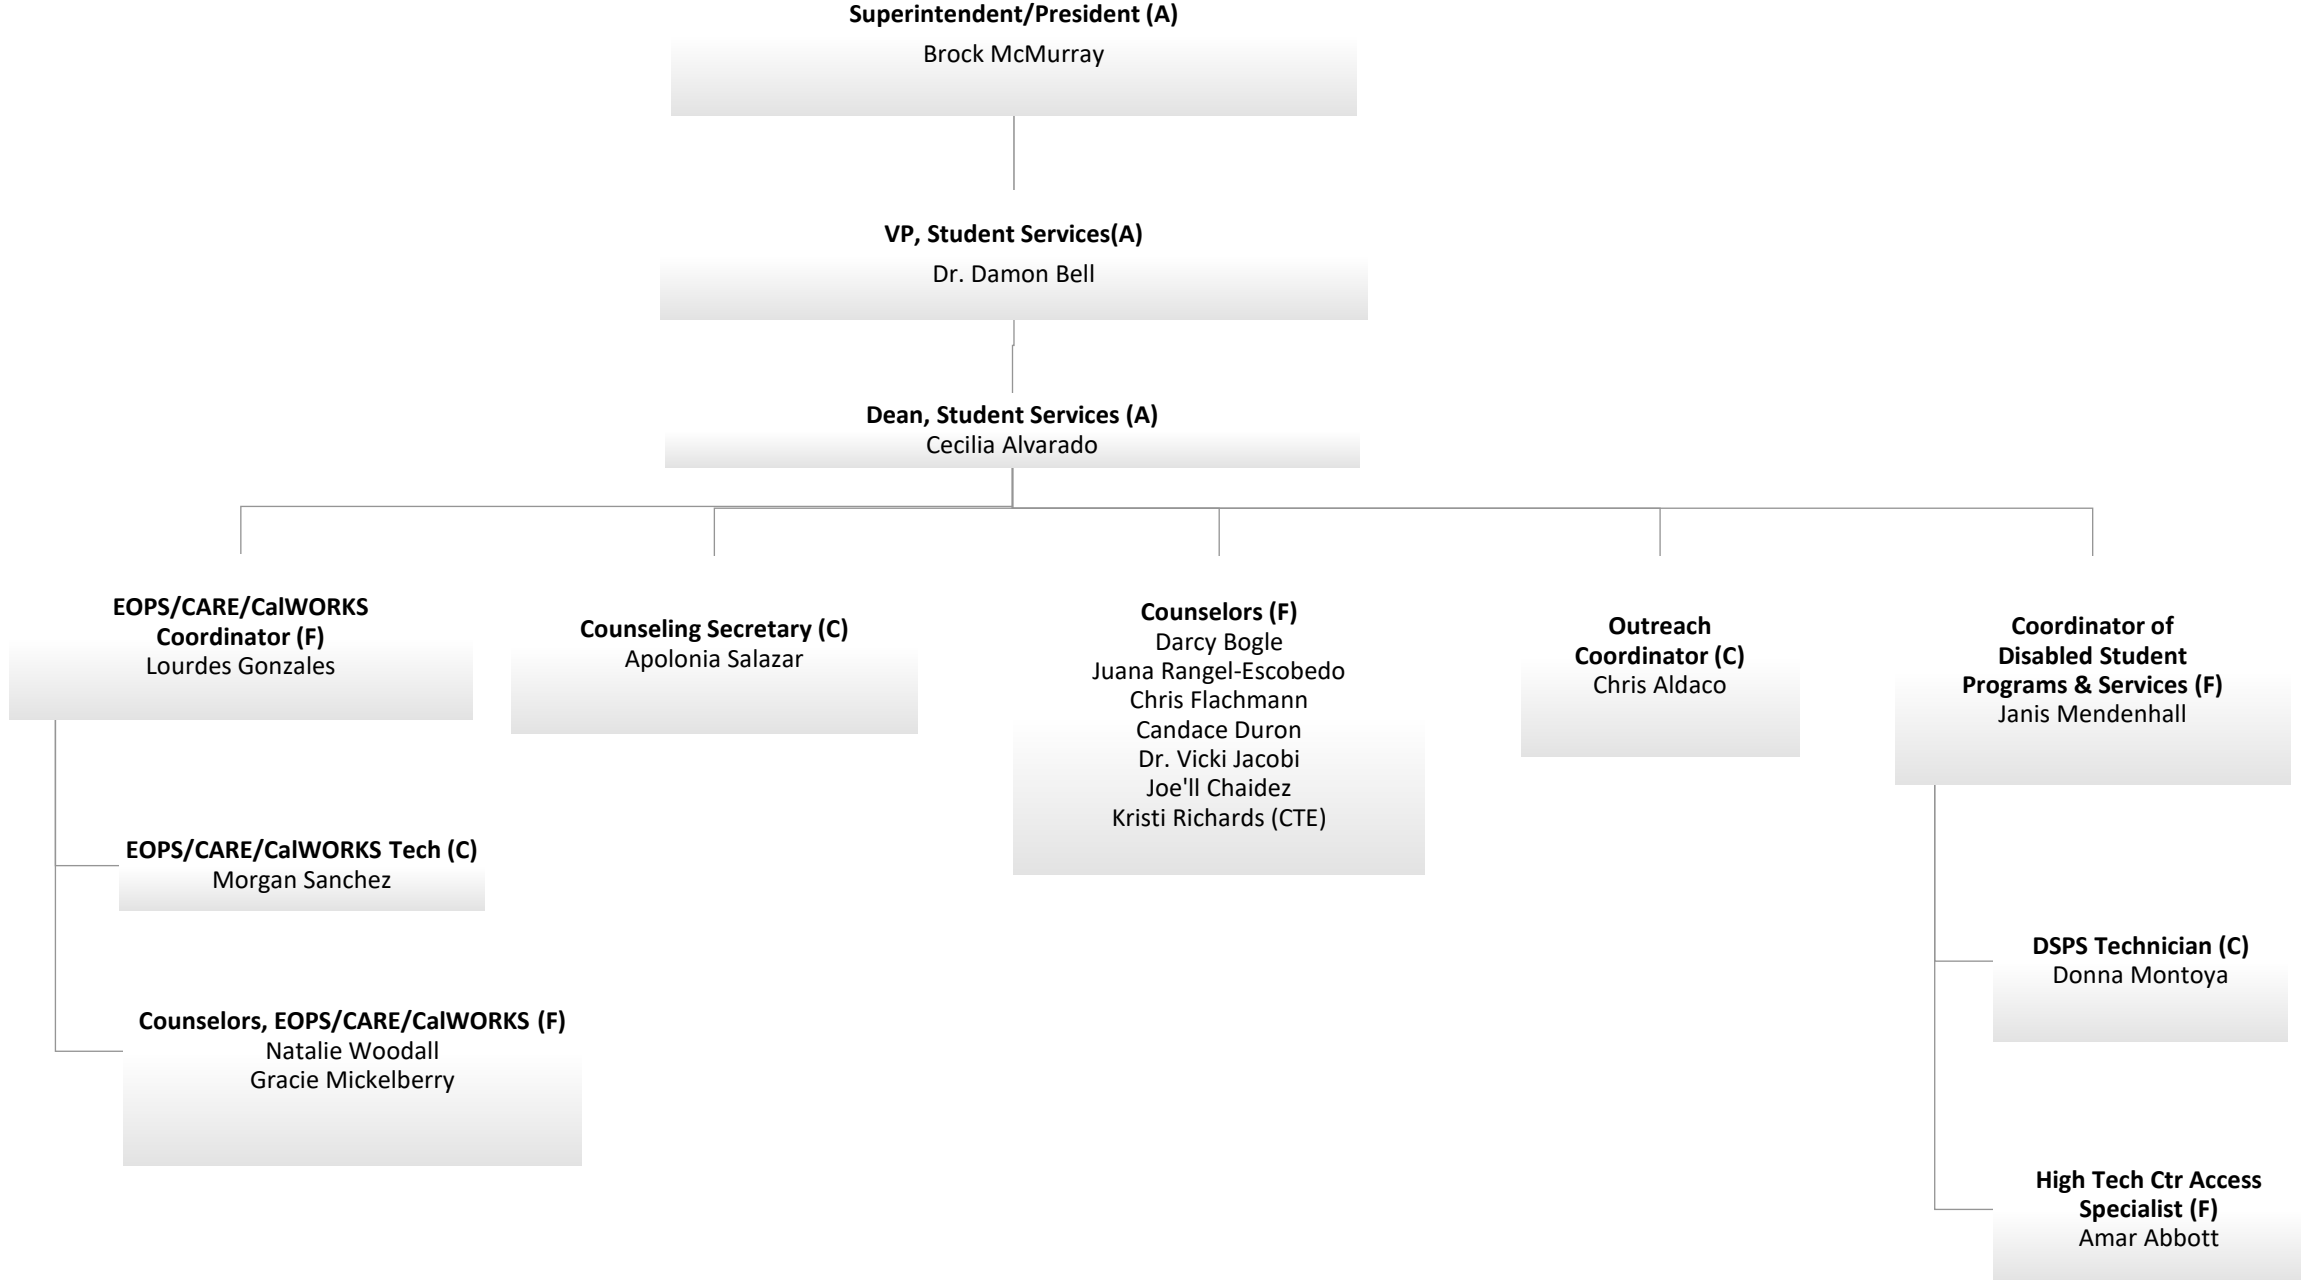 Superintendent/President (A)
Brock McMurray
VP, Student Services(A)
Dr. Damon Bell
Dean, Student Services (A)
Cecilia Alvarado
EOPS/CARE/CalWORKS
Coordinator (F)
Lourdes Gonzales
Counseling Secretary (C)
Apolonia Salazar
Counselors (F)
Darcy Bogle
Juana Rangel-Escobedo
Chris Flachmann
Candace Duron
Dr. Vicki Jacobi
Joe'll Chaidez
Kristi Richards (CTE)
Outreach
Coordinator (C)
Chris Aldaco
Coordinator of
Disabled Student
Programs & Services (F)
Janis Mendenhall
EOPS/CARE/CalWORKS Tech (C)
Morgan Sanchez
Counselors, EOPS/CARE/CalWORKS (F)
Natalie Woodall
Gracie Mickelberry
DSPS Technician (C)
Donna Montoya
High Tech Ctr Access
Specialist (F)
Amar Abbott